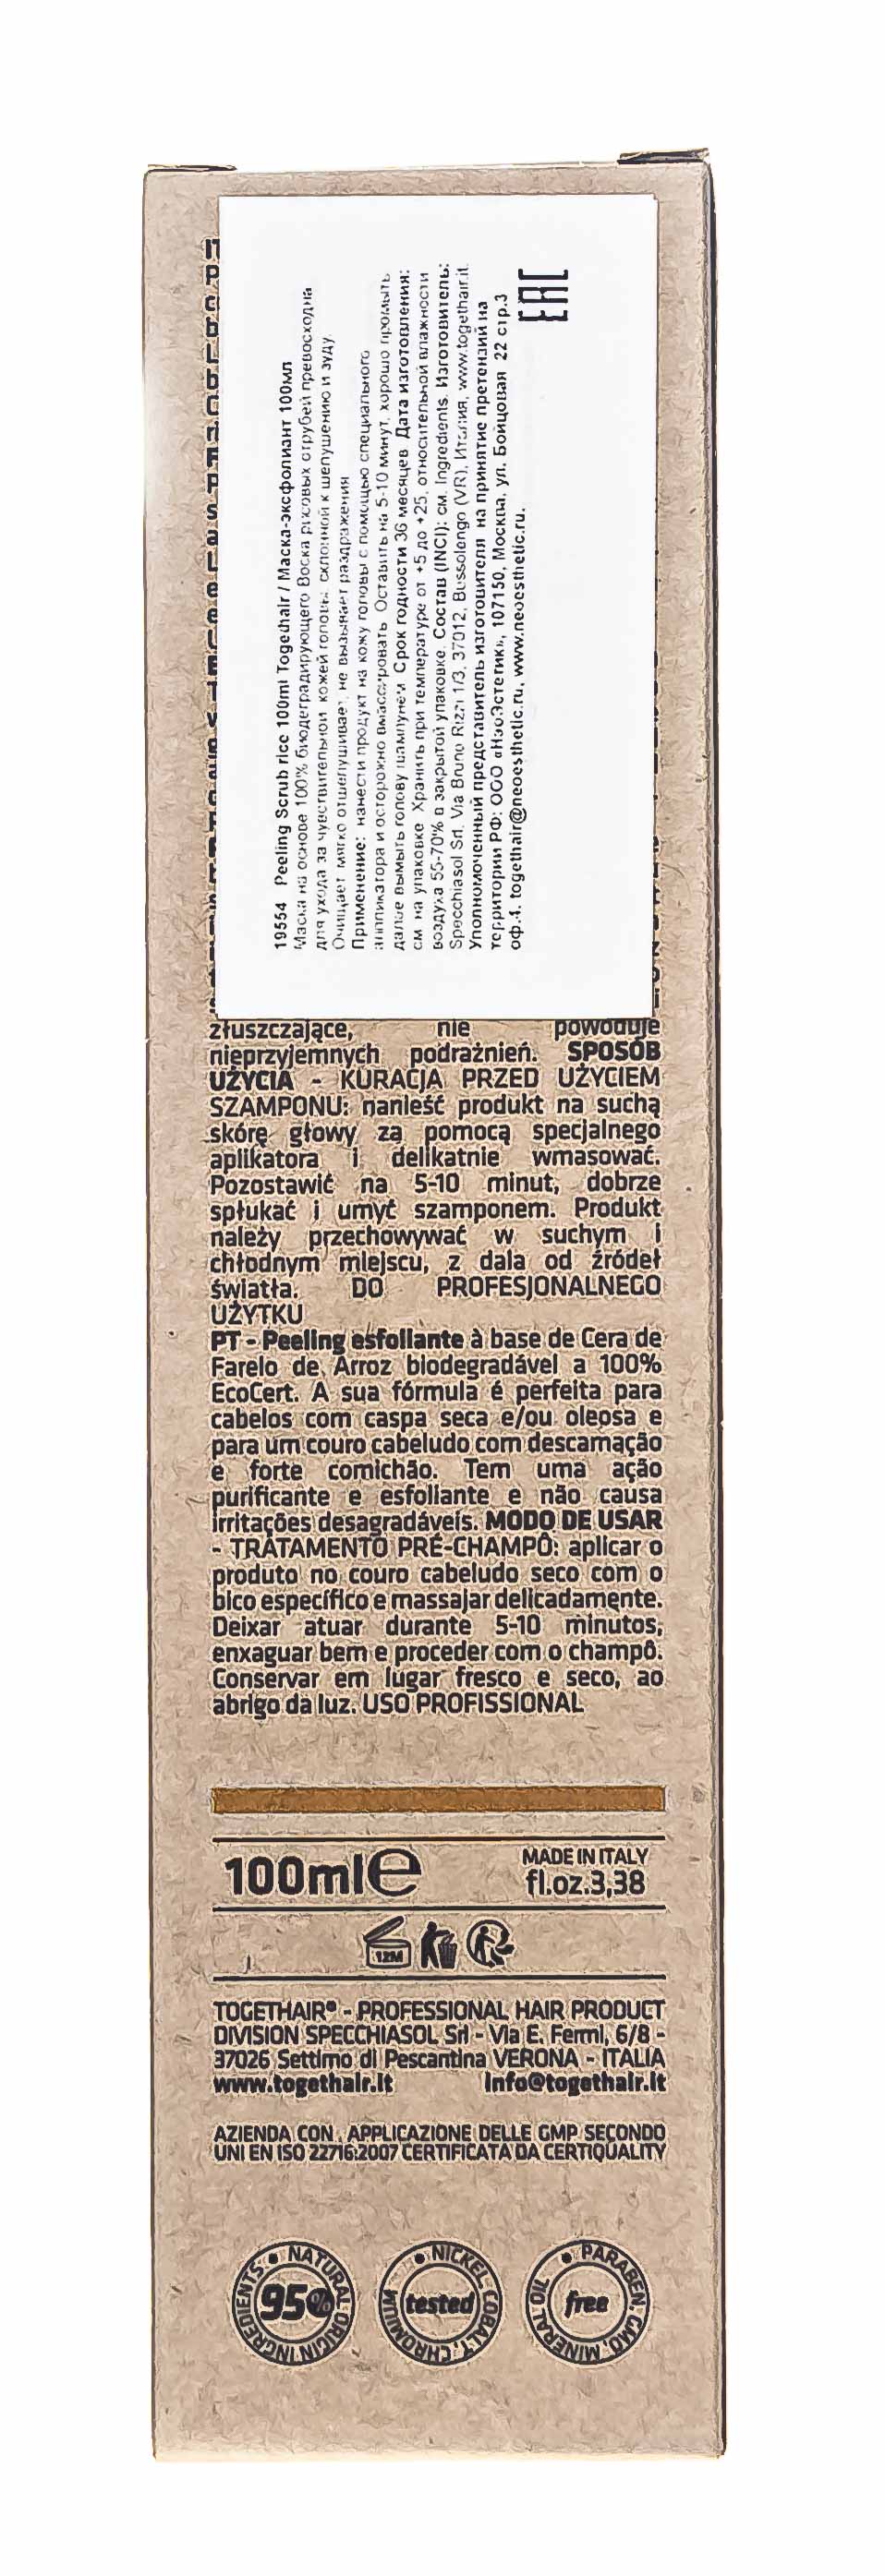 19554 Peeling Scrub rice 100ml Togethair / Маска-эксфолиант 100мл
Маска на основе 100% биодеградирующего Воска рисовых отрубей превосходна
для ухода за чувствительной кожей головы, склонной к шелушению и зуду.
Очищает мягко отшелушивает, не вызывает раздражения
Применение: нанести продукт на кожу головы с помощью специального
аппликатора и осторожно вмассировать Оставить на 5-10 минут, хорошо промыть
далее вымыть голову шампунем Срок годности 36 месяцев Дата изготовления:
см на упаковке Хранить при температуре от +5 до +25, относительной влажности
воздуха 55-70% в закрытой упаковке. Состав (INCI): см. Ingredients. Изготовитель:
Specchiasol Srl. Via Bruno Rizzi 1/3, 37012, Bussolengo (VR), Италия, www.togethair.it.
Уполномоченный представитель изготовителя на принятие претензий на
территории РФ: ООО «НэоЭстетик», 107150, Москва, ул. Бойцовая 22 стр.3
оф.4. togethair@neoesthetic.ru, www.neoesthetic.ru.
EAC
złuszczające, nie powoduje
nieprzyjemnych podrażnień. SPOSÓB
UŻYCIA - KURACJA PRZED UŻYCIEM
SZAMPONU: nanieść produkt na suchą
skórę głowy za pomocą specjalnego
aplikatora i delikatnie wmasować.
Pozostawić na 5-10 minut, dobrze
spłukać i umyć szamponem. Produkt
należy przechowywać w suchym i
chłodnym miejscu, z dala od źródeł
światła. DO PROFESJONALNEGO
UŻYTKU
PT - Peeling esfoliante à base de Cera de
Farelo de Arroz biodegradável a 100%
EcoCert. A sua fórmula é perfeita para
cabelos com caspa seca e/ou oleosa e
para um couro cabeludo com descamação
e forte comichão. Tem uma ação
purificante e esfoliante e não causa
irritações desagradáveis. MODO DE USAR
- TRATAMENTO PRÉ-CHAMPÔ: aplicar o
produto no couro cabeludo seco com o
bico específico e massajar delicadamente.
Deixar atuar durante 5-10 minutos,
enxaguar bem e proceder com o champô.
Conservar em lugar fresco e seco, ao
abrigo da luz. USO PROFISSIONAL
100ml e
MADE IN ITALY
fl.oz.3,38
12M
TOGETHAIR® - PROFESSIONAL HAIR PRODUCT
DIVISION SPECCHIASOL Srl - Via E. Fermi, 6/8 -
37026 Settimo di Pescantina VERONA - ITALIA
www.togethair.it info@togethair.it
AZIENDA CON APPLICAZIONE DELLE GMP SECONDO
UNI EN ISO 22716:2007 CERTIFICATA DA CERTIQUALITY
95% NATURAL ORIGIN INGREDIENTS
NICKEL - COBALT, CHROMIUM tested
PARABEN, GMO, MINERAL OIL free